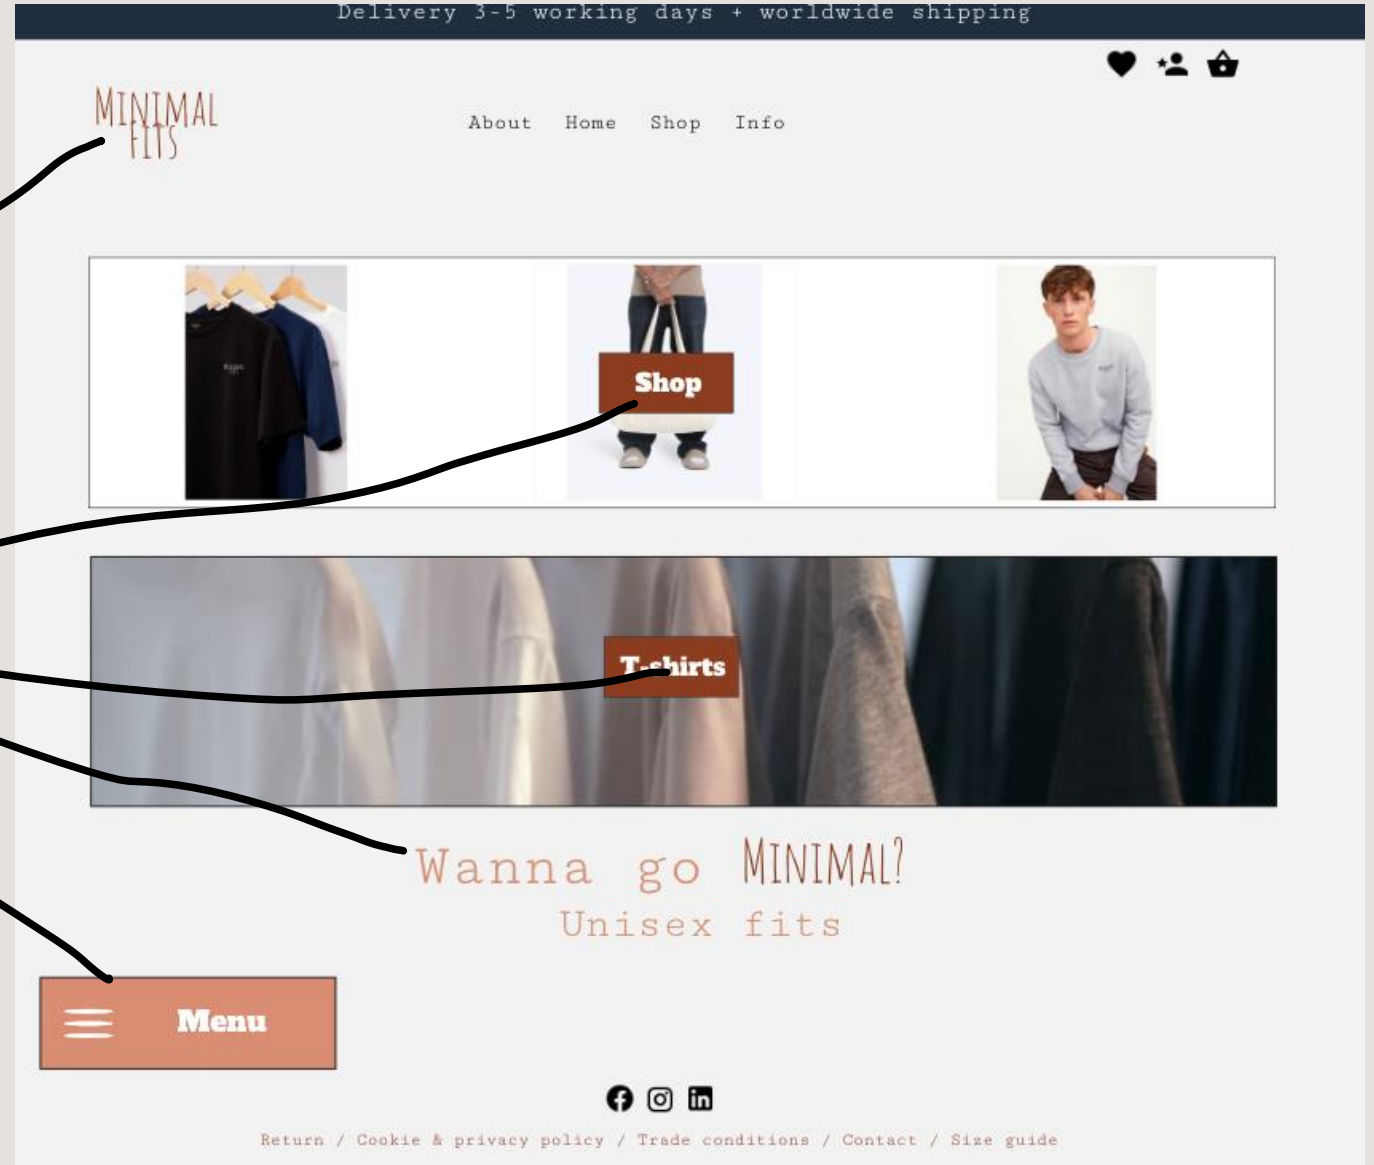 Delivery 3-5 working days + worldwide shipping
MINIMAL
FITS
About Home Shop Info
Shop
T-shirts
Wanna go MINIMAL?
Unisex fits
Menu
Return / Cookie & privacy policy / Trade conditions / Contact / Size guide